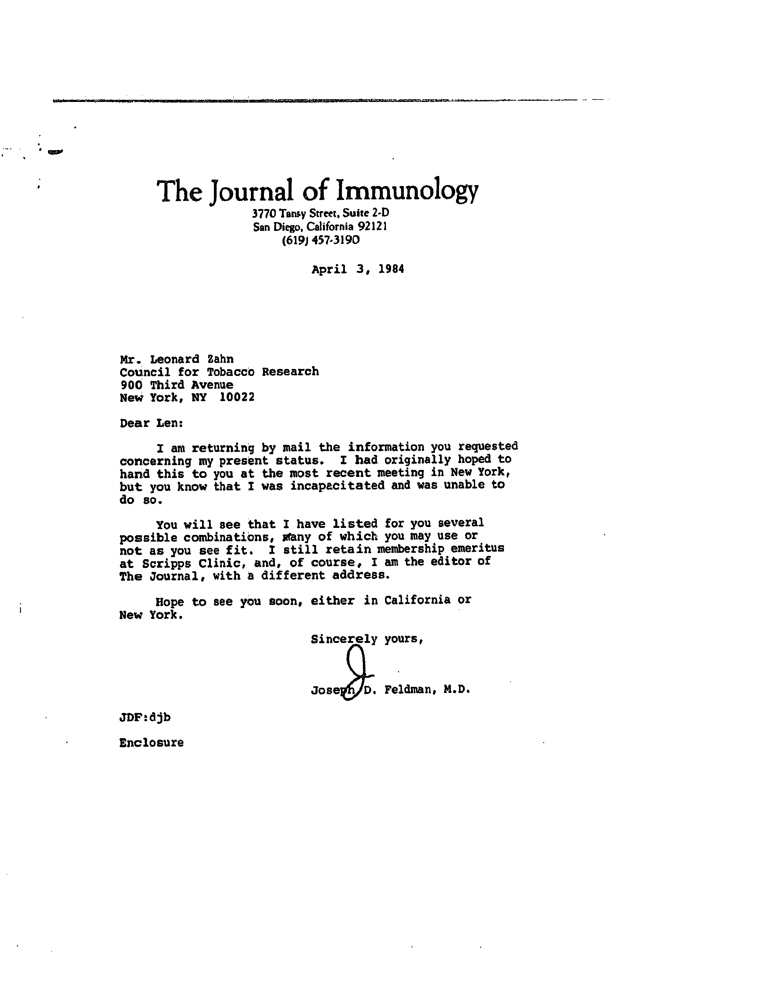 The Journal of Immunology
3770 Tansy Street, Suite 2-D
San Diego, California 92121
(619) 457-3190
April 3, 1984
Mr. Leonard Zahn
Council for Tobacco Research
900 Third Avenue
New York, NY 10022
Dear Len:
I am returning by mail the information you requested
concerning my present status. I had originally hoped to
hand this to you at the most recent meeting in New York,
but you know that I was incapacitated and was unable to
do so.
You will see that I have listed for you several
possible combinations, many of which you may use or
not as you see fit. I still retain membership emeritus
at Scripps Clinic, and, of course, I am the editor of
The Journal, with a different address.
Hope to see you soon, either in California or
New York.
Sincerely yours,
J
Joseph D. Feldman, M.D.
JDF:djb
Enclosure